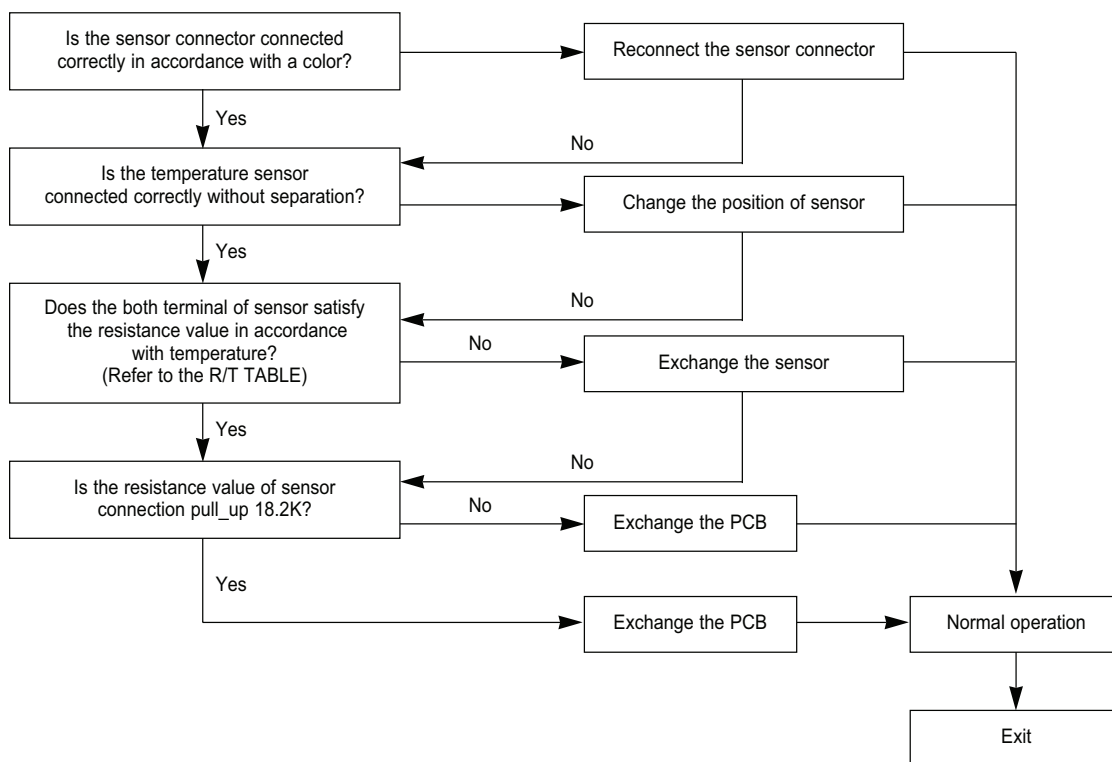 Is the sensor connector connected
correctly in accordance with a color?
Reconnect the sensor connector
Yes
No
Is the temperature sensor
connected correctly without separation?
Change the position of sensor
Yes
No
Does the both terminal of sensor satisfy
the resistance value in accordance
with temperature?
(Refer to the R/T TABLE)
No
Exchange the sensor
Yes
No
Is the resistance value of sensor
connection pull_up 18.2K?
No
Exchange the PCB
Yes
Exchange the PCB
Normal operation
Exit